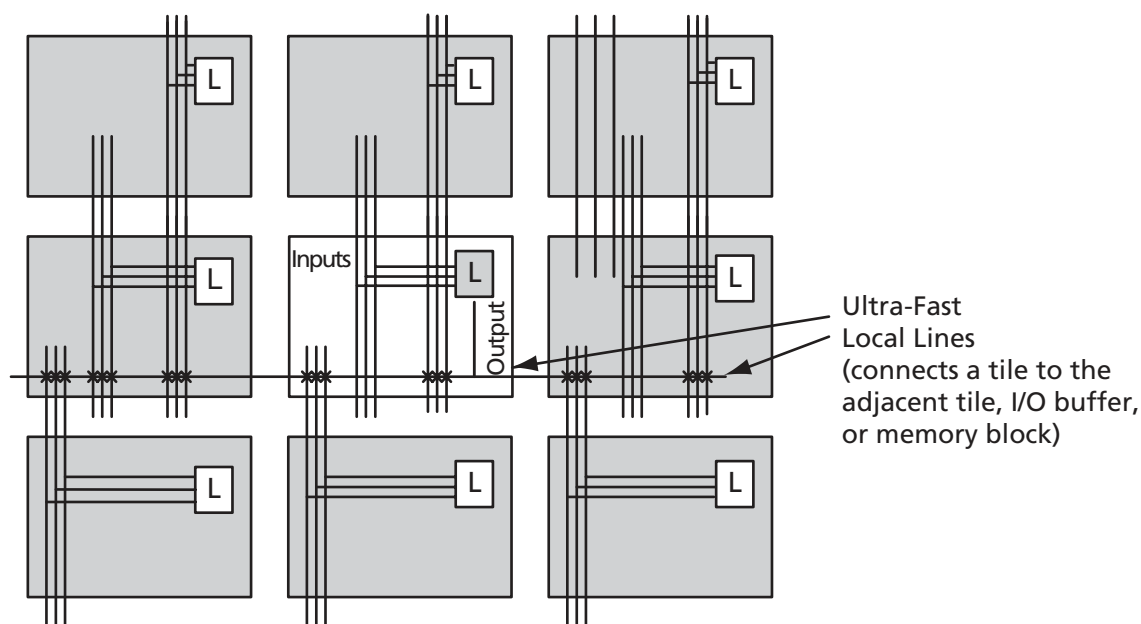 L
L
L
L
Inputs
L
Output
L
Ultra-Fast
Local Lines
(connects a tile to the
adjacent tile, I/O buffer,
or memory block)
L
L
L